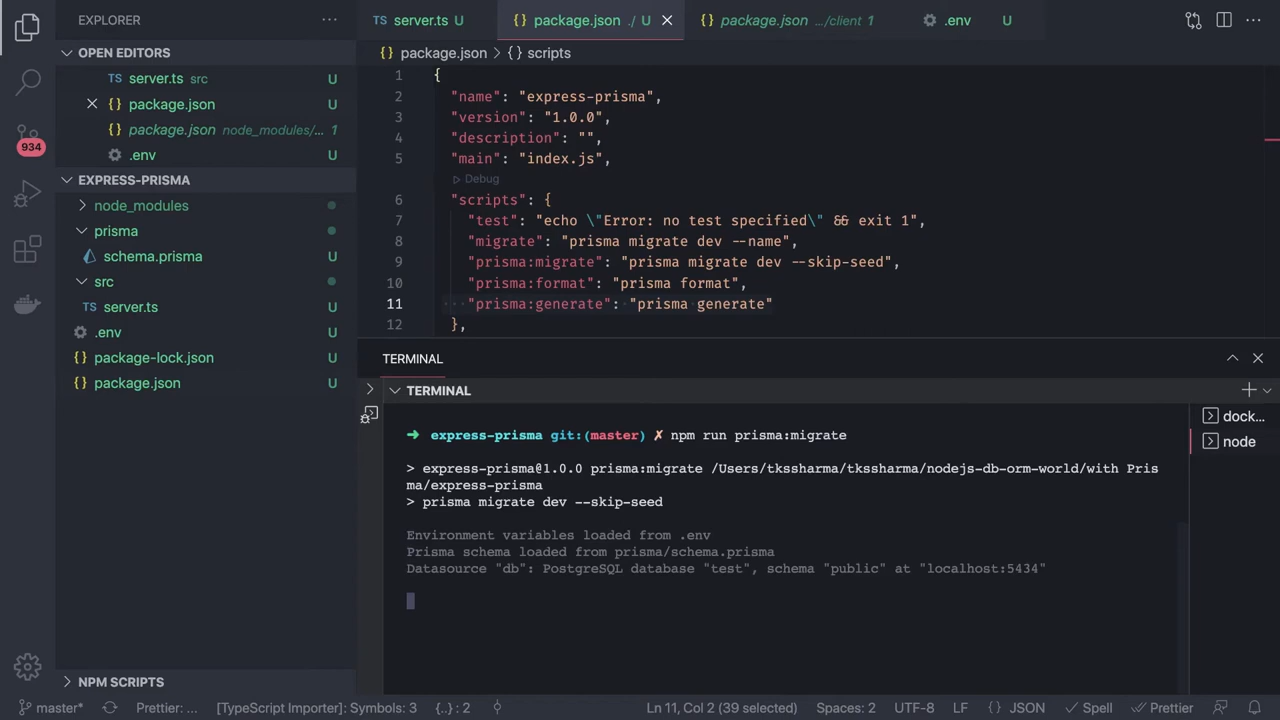 EXPLORER
OPEN EDITORS
TS server.ts src U
{} package.json U
{} package.json node_modules/... 1
.env U
EXPRESS-PRISMA
node_modules
prisma
schema.prisma U
src
TS server.ts U
.env U
{} package-lock.json U
{} package.json U
NPM SCRIPTS
934
TS server.ts U
{} package.json ./ U
{} package.json .../client 1
.env U
{} package.json > {} scripts
1 {
2 "name": "express-prisma",
3 "version": "1.0.0",
4 "description": "",
5 "main": "index.js",
Debug
6 "scripts": {
7 "test": "echo \"Error: no test specified\" && exit 1",
8 "migrate": "prisma migrate dev --name",
9 "prisma:migrate": "prisma migrate dev --skip-seed",
10 "prisma:format": "prisma format",
11 "prisma:generate": "prisma generate"
12 },
TERMINAL
TERMINAL
➜ express-prisma git:(master) ✗ npm run prisma:migrate
> express-prisma@1.0.0 prisma:migrate /Users/tkssharma/tkssharma/nodejs-db-orm-world/with Pris
ma/express-prisma
> prisma migrate dev --skip-seed
Environment variables loaded from .env
Prisma schema loaded from prisma/schema.prisma
Datasource "db": PostgreSQL database "test", schema "public" at "localhost:5434"
dock...
node
master* Prettier: ... [TypeScript Importer]: Symbols: 3 {..} : 2 Ln 11, Col 2 (39 selected) Spaces: 2 UTF-8 LF {} JSON Spell Prettier